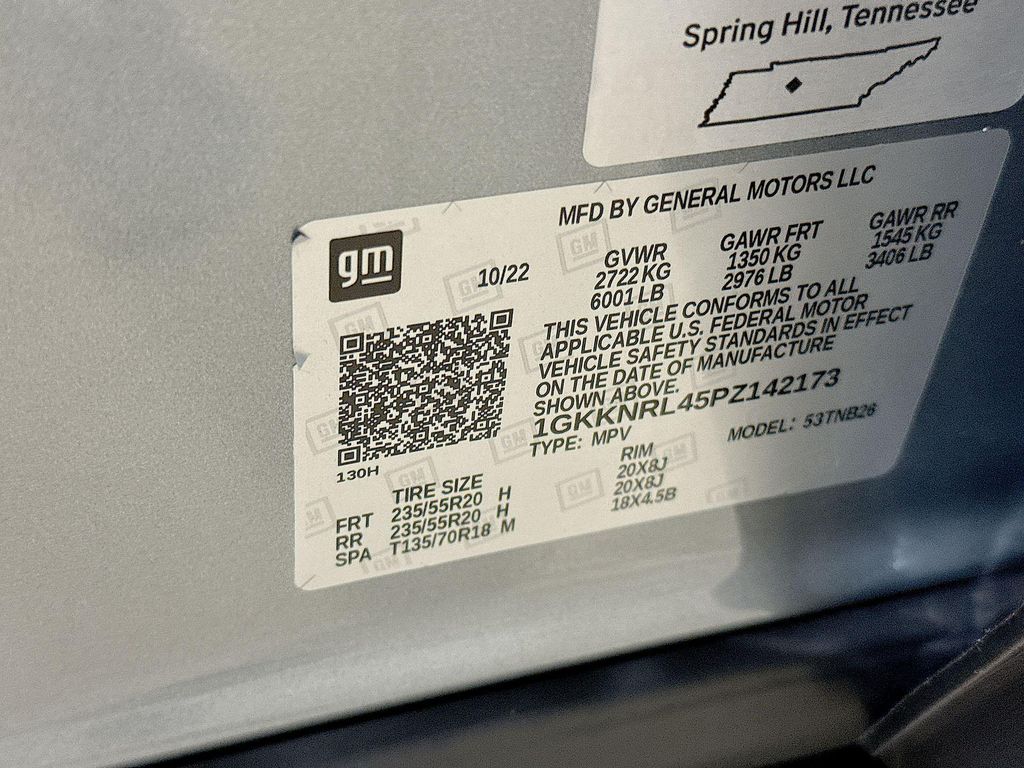 Spring Hill, Tennessee
MFD BY GENERAL MOTORS LLC
gm
10/22
GVWR
2722 KG
6001 LB
GAWR FRT
1350 KG
2976 LB
GAWR RR
1545 KG
3406 LB
THIS VEHICLE CONFORMS TO ALL
APPLICABLE U.S. FEDERAL MOTOR
VEHICLE SAFETY STANDARDS IN EFFECT
ON THE DATE OF MANUFACTURE
SHOWN ABOVE.
1GKKNRL45PZ142173
TYPE: MPV
MODEL: 53TNB26
130H
TIRE SIZE
RIM
FRT 235/55R20 H 20X8J
RR 235/55R20 H 20X8J
SPA T135/70R18 M 18X4.5B